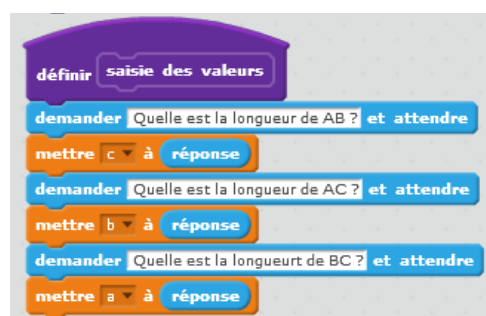 définir saisie des valeurs
demander Quelle est la longueur de AB ? et attendre
mettre c à réponse
demander Quelle est la longueur de AC ? et attendre
mettre b à réponse
demander Quelle est la longueurt de BC ? et attendre
mettre a à réponse